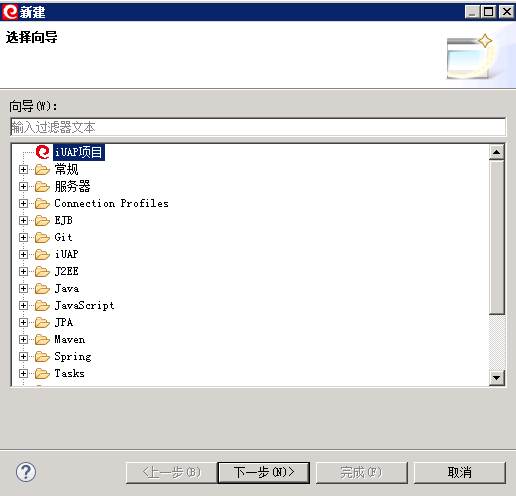 新建
选择向导
向导(W):
输入过滤器文本
iUAP项目
常规
服务器
Connection Profiles
EJB
Git
iUAP
J2EE
Java
JavaScript
JPA
Maven
Spring
Tasks
<上一步(B)
下一步(N)>
完成(F)
取消